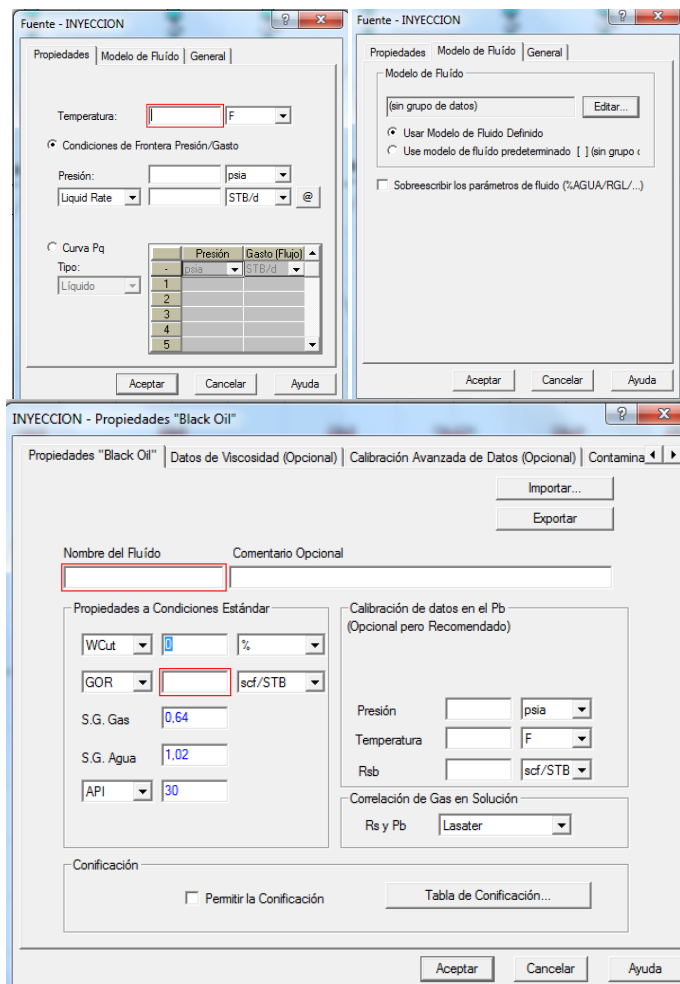 Fuente - INYECCION
Propiedades Modelo de Fluído General
Temperatura: F
Condiciones de Frontera Presión/Gasto
Presión: psia
Liquid Rate STB/d @
Curva Pq
Tipo:
Líquido
Presión Gasto (Flujo)
- psia STB/d
1
2
3
4
5
Aceptar Cancelar Ayuda
Fuente - INYECCION
Propiedades Modelo de Fluído General
Modelo de Fluído
(sin grupo de datos) Editar...
Usar Modelo de Fluido Definido
Use modelo de fluído predeterminado [ ] (sin grupo
Sobreescribir los parámetros de fluido (%AGUA/RGL/...)
Aceptar Cancelar Ayuda
INYECCION - Propiedades "Black Oil"
Propiedades "Black Oil" Datos de Viscosidad (Opcional) Calibración Avanzada de Datos (Opcional) Contamina
Importar...
Exportar
Nombre del Fluído Comentario Opcional
Propiedades a Condiciones Estándar
WCut 0 %
GOR scf/STB
S.G. Gas 0,64
S.G. Agua 1,02
API 30
Calibración de datos en el Pb
(Opcional pero Recomendado)
Presión psia
Temperatura F
Rsb scf/STB
Correlación de Gas en Solución
Rs y Pb Lasater
Conificación
Permitir la Conificación Tabla de Conificación...
Aceptar Cancelar Ayuda